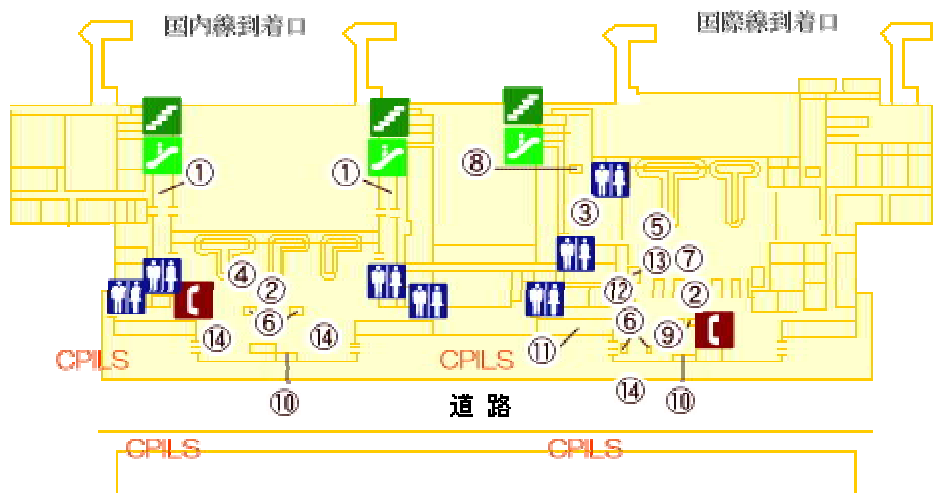 国内線到着口
国際線到着口
① ① ⑧
③
⑤
④ ⑬ ⑦
② ⑫ ②
⑥ ⑥
⑭ ⑭ ⑨
⑪
CPILS CPILS
⑭
⑩ ⑩
道路
CPILS CPILS